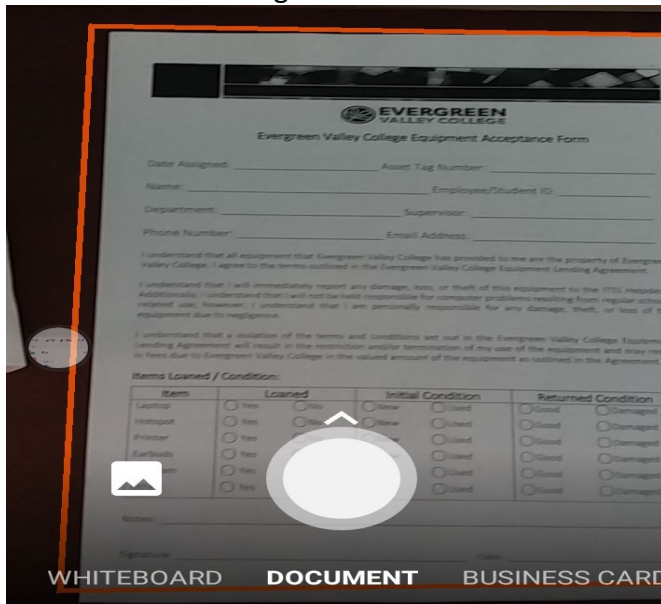 EVERGREEN
VALLEY COLLEGE
Evergreen Valley College Equipment Acceptance Form
Date Assigned: Asset Tag Number:
Name: Employee/Student ID:
Department: Supervisor:
Phone Number: Email Address:
I understand that all equipment that Evergreen Valley College has provided to me are the property of Evergreen
Valley College. I agree to the terms outlined in the Evergreen Valley College Equipment Lending Agreement.
I understand that I will immediately report any damage, loss, or theft of this equipment to the ITSS
Additionally, I understand that I will not be held responsible for computer problems resulting from regular
related use; however, I understand that I am personally responsible for any damage, theft, or loss of
equipment due to negligence.
I understand that a violation of the terms and conditions set out in the Evergreen Valley College
Lending Agreement will result in the restriction and/or termination of my use of the equipment and may
in fees due to Evergreen Valley College in the valued amount of the equipment as outlined in the Agreement.
Items Loaned / Condition:
Item Loaned Initial Condition Returned Condition
Laptop Yes No New Used Good Damaged
Hotspot Yes No New Used Good Damaged
Printer Yes Used Good Damaged
Earbuds Yes Used Good Damaged
Yes Used Good Damaged
Yes Used Good Damaged
Notes:
Signature: Date
WHITEBOARD DOCUMENT BUSINESS CARD